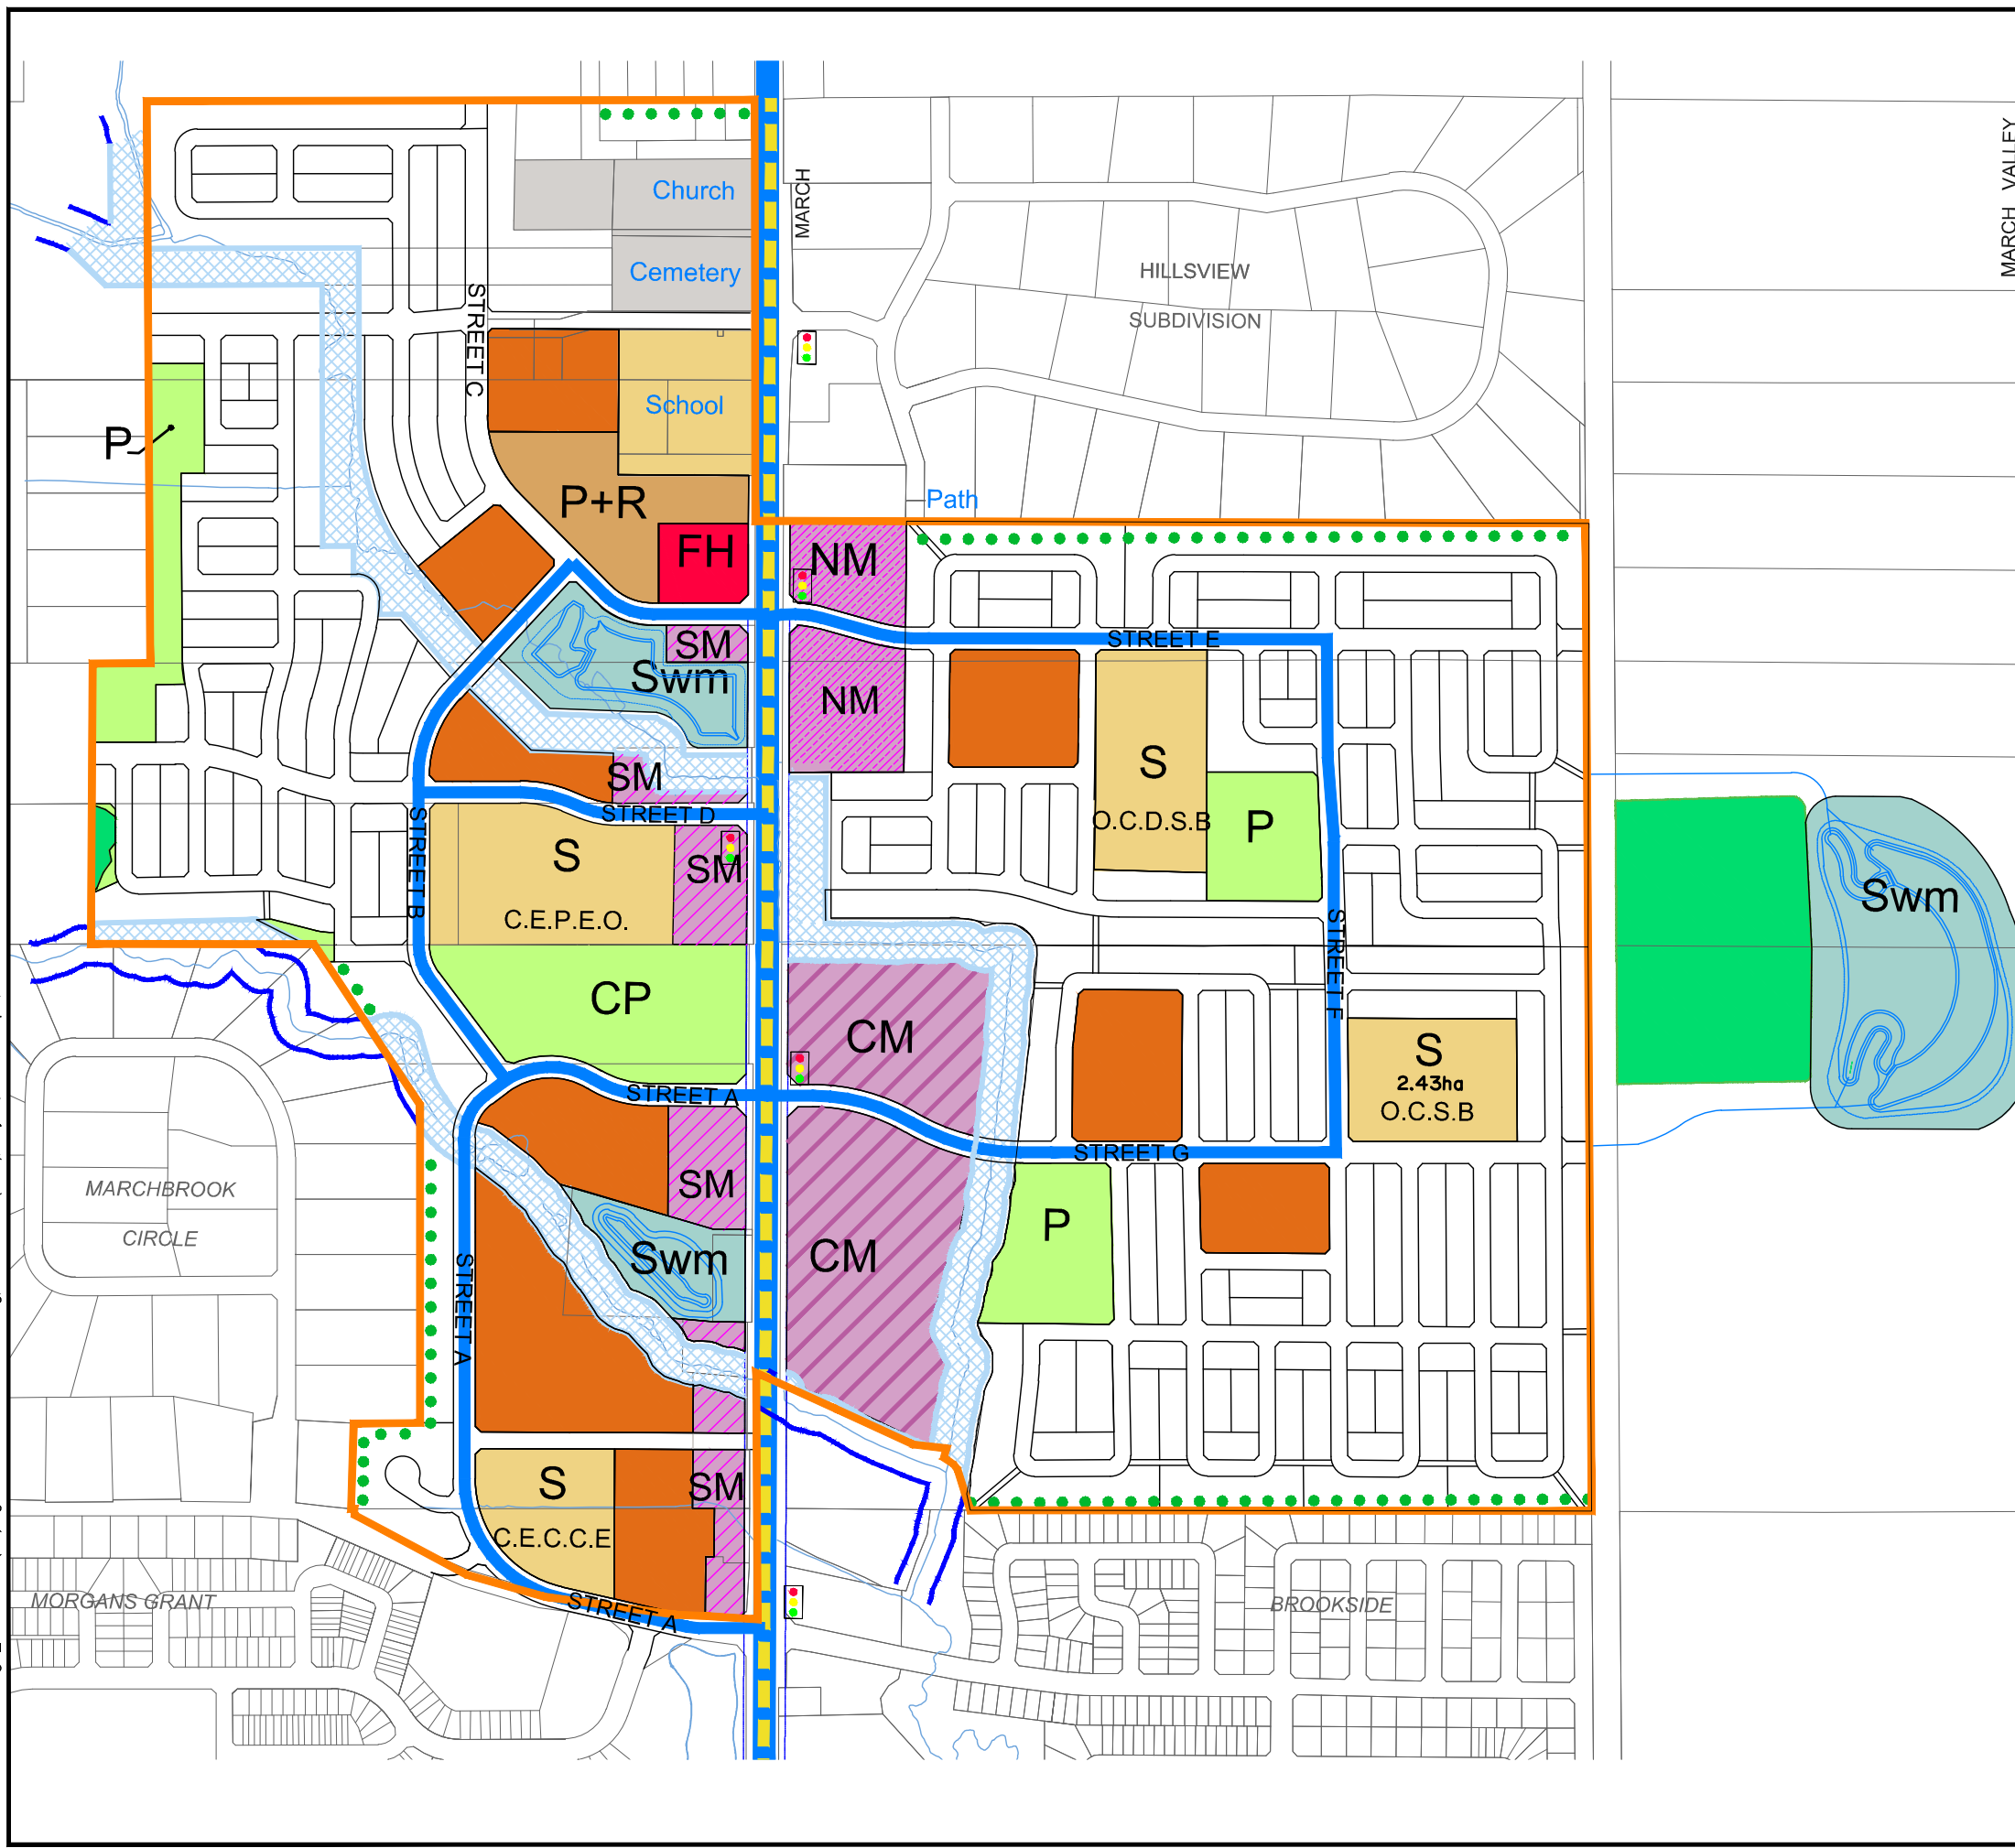 MARCH VALLEY
Church
MARCH
Cemetery
HILLSVIEW
SUBDIVISION
STREET C
School
P
P+R
Path
FH
NM
STREET E
SM
Swm
NM
S
O.C.D.S.B
P
SM
STREET D
STREET B
S
C.E.P.E.O.
SM
Swm
CP
STREET F
CM
S
2.43ha
O.C.S.B
STREET A
STREET G
MARCHBROOK
CIRCLE
SM
P
Swm
CM
STREET A
S
C.E.C.C.E
SM
MORGANS GRANT
STREET A
BROOKSIDE